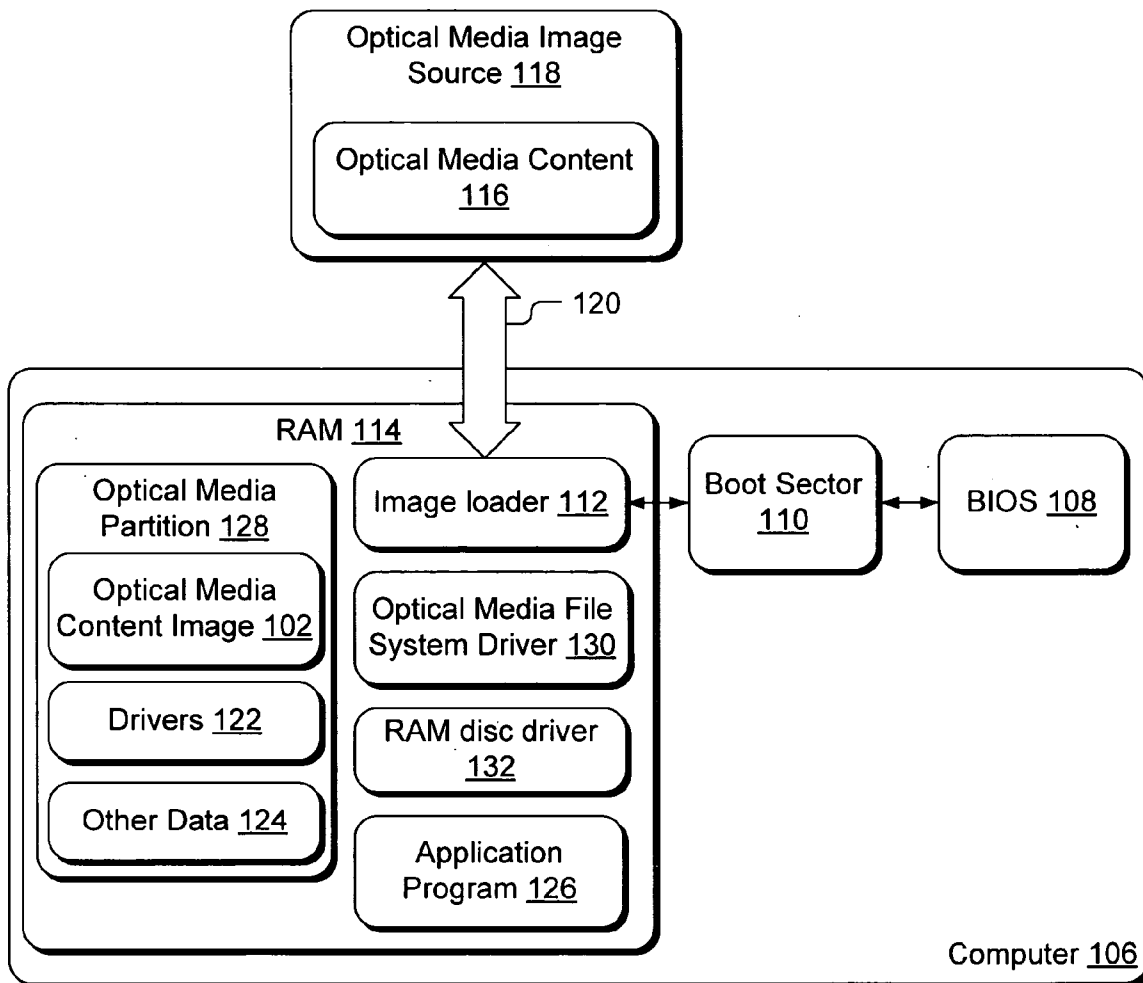 Optical Media Image
Source 118
Optical Media Content
116
120
RAM 114
Optical Media
Partition 128
Optical Media
Content Image 102
Drivers 122
Other Data 124
Image loader 112
Optical Media File
System Driver 130
RAM disc driver
132
Application
Program 126
Boot Sector
110
BIOS 108
Computer 106